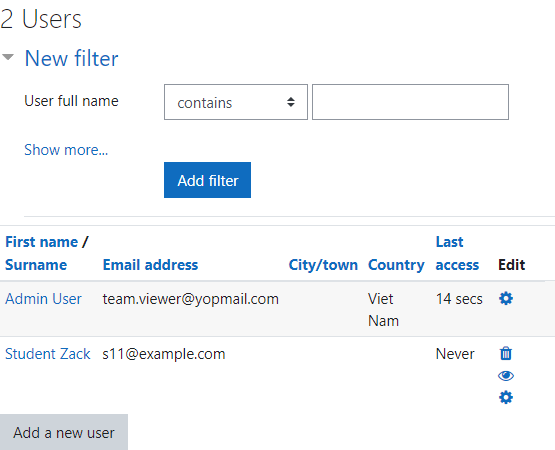 2 Users
New filter
User full name contains
Show more...
Add filter
First name / Surname Email address City/town Country Last access Edit
Admin User team.viewer@yopmail.com Viet Nam 14 secs
Student Zack s11@example.com Never
Add a new user